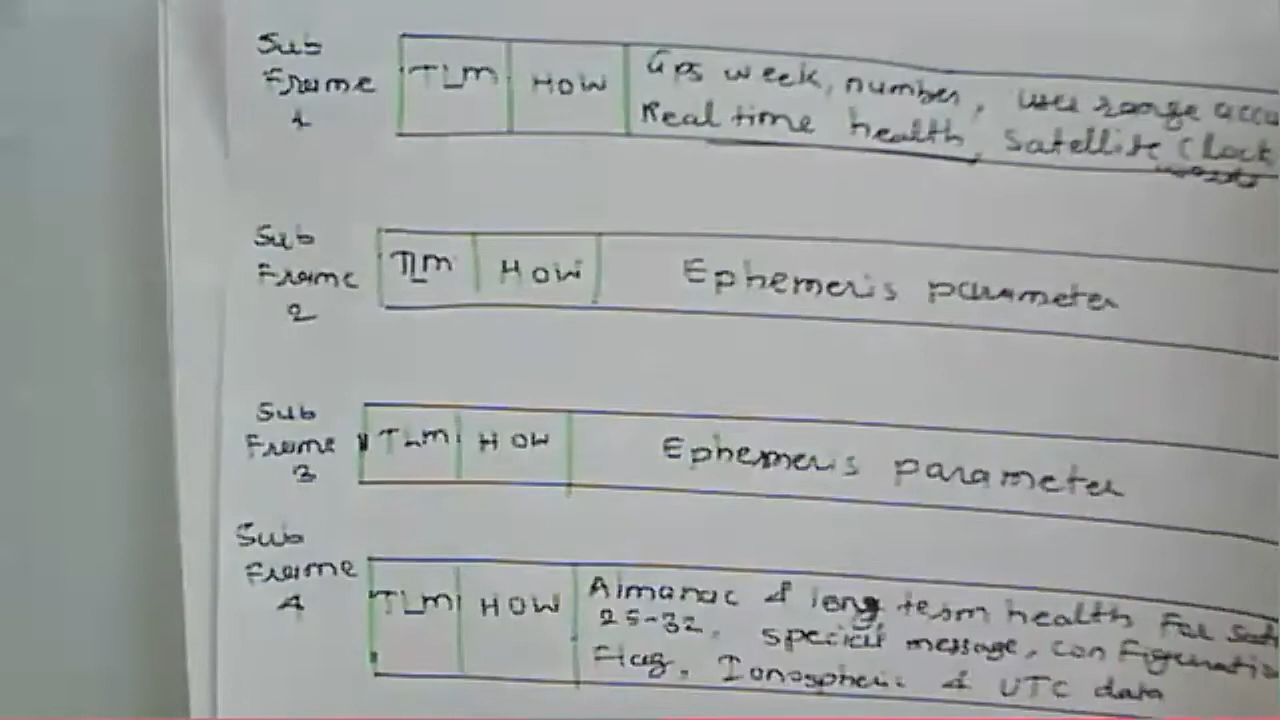 Sub
Frame
1
TLM
HOW
Gps week, number, user range accu
Real time health, Satellite Clock
Sub
Frame
2
TLM
HOW
Ephemeris parameter
Sub
Frame
3
TLM
HOW
Ephemeris parameter
Sub
Frame
4
TLM
HOW
Almanac & long term health For sat
25-32, special message, configuratio
Flag, Ionospheric & UTC data